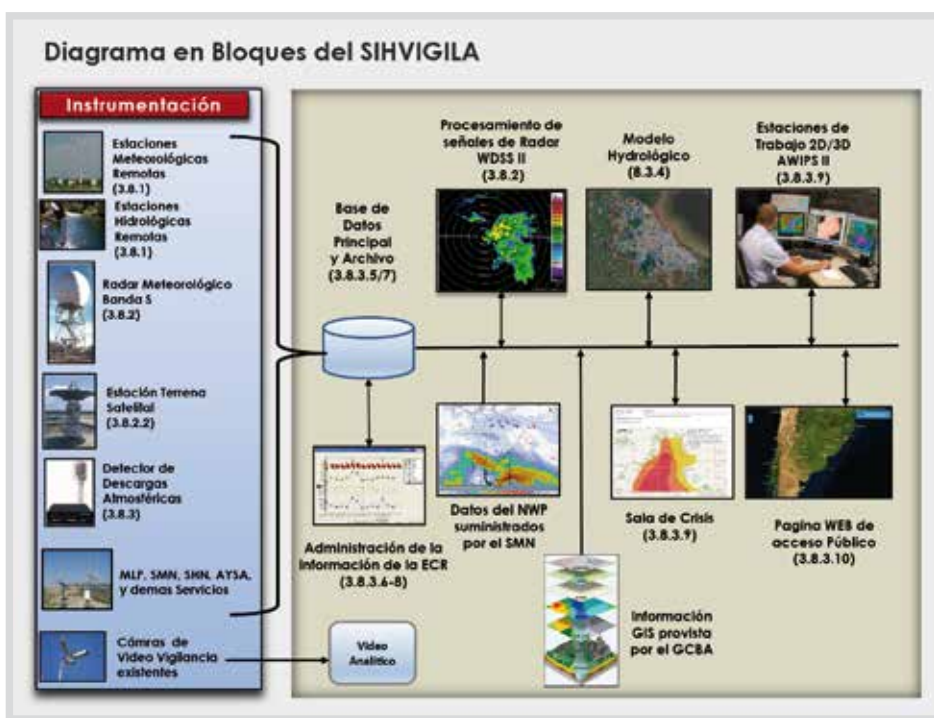 Diagrama en Bloques del SIHVIGILA
Instrumentación
Estaciones
Meteorológicas
Remotas
(3.8.1)
Estaciones
Hidrológicas
Remotas
(3.8.1)
Radar Meteorológico
Banda S
(3.8.2)
Estación Terrena
Satelital
(3.8.2.2)
Detector de
Descargas
Atmosféricas
(3.8.3)
MLP, SMN, SHN, AYSA,
y demas Servicios
Cámras de
Video Vigilancia
existentes
Base de
Datos
Principal
y Archivo
(3.8.3.5/7)
Procesamiento de
señales de Radar
WDSS II
(3.8.2)
Modelo
Hydrológico
(8.3.4)
Estaciones de
Trabajo 2D/3D
AWIPS II
(3.8.3.9)
Administración de la
Información de la ECR
(3.8.3.6-8)
Datos del NWP
suministrados
por el SMN
Sala de Crisis
(3.8.3.9)
Pagina WEB de
acceso Público
(3.8.3.10)
Información
GIS provista
por el GCBA
Video
Analítico